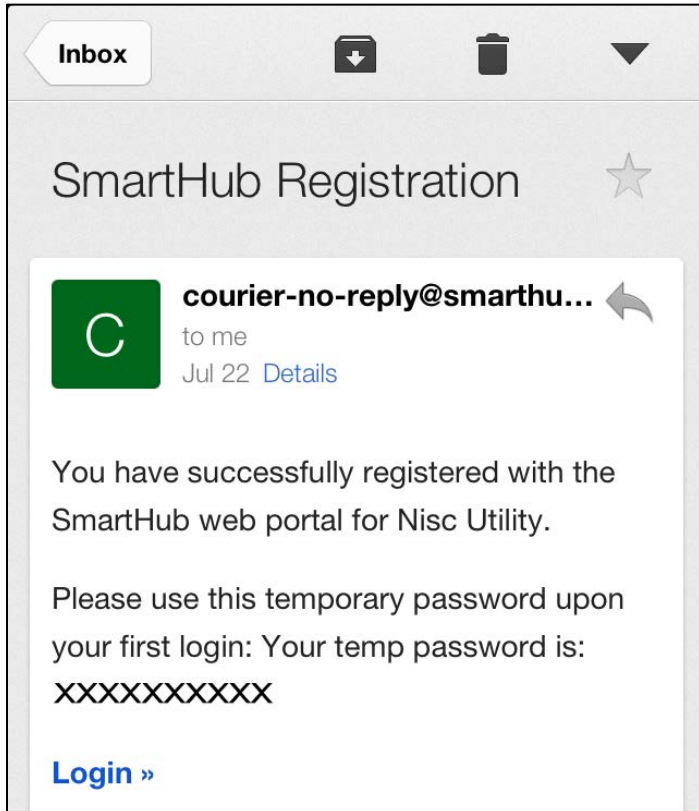 Inbox
SmartHub Registration
C
courier-no-reply@smarthu...
to me
Jul 22 Details
You have successfully registered with the
SmartHub web portal for Nisc Utility.
Please use this temporary password upon
your first login: Your temp password is:
XXXXXXXXXX
Login »